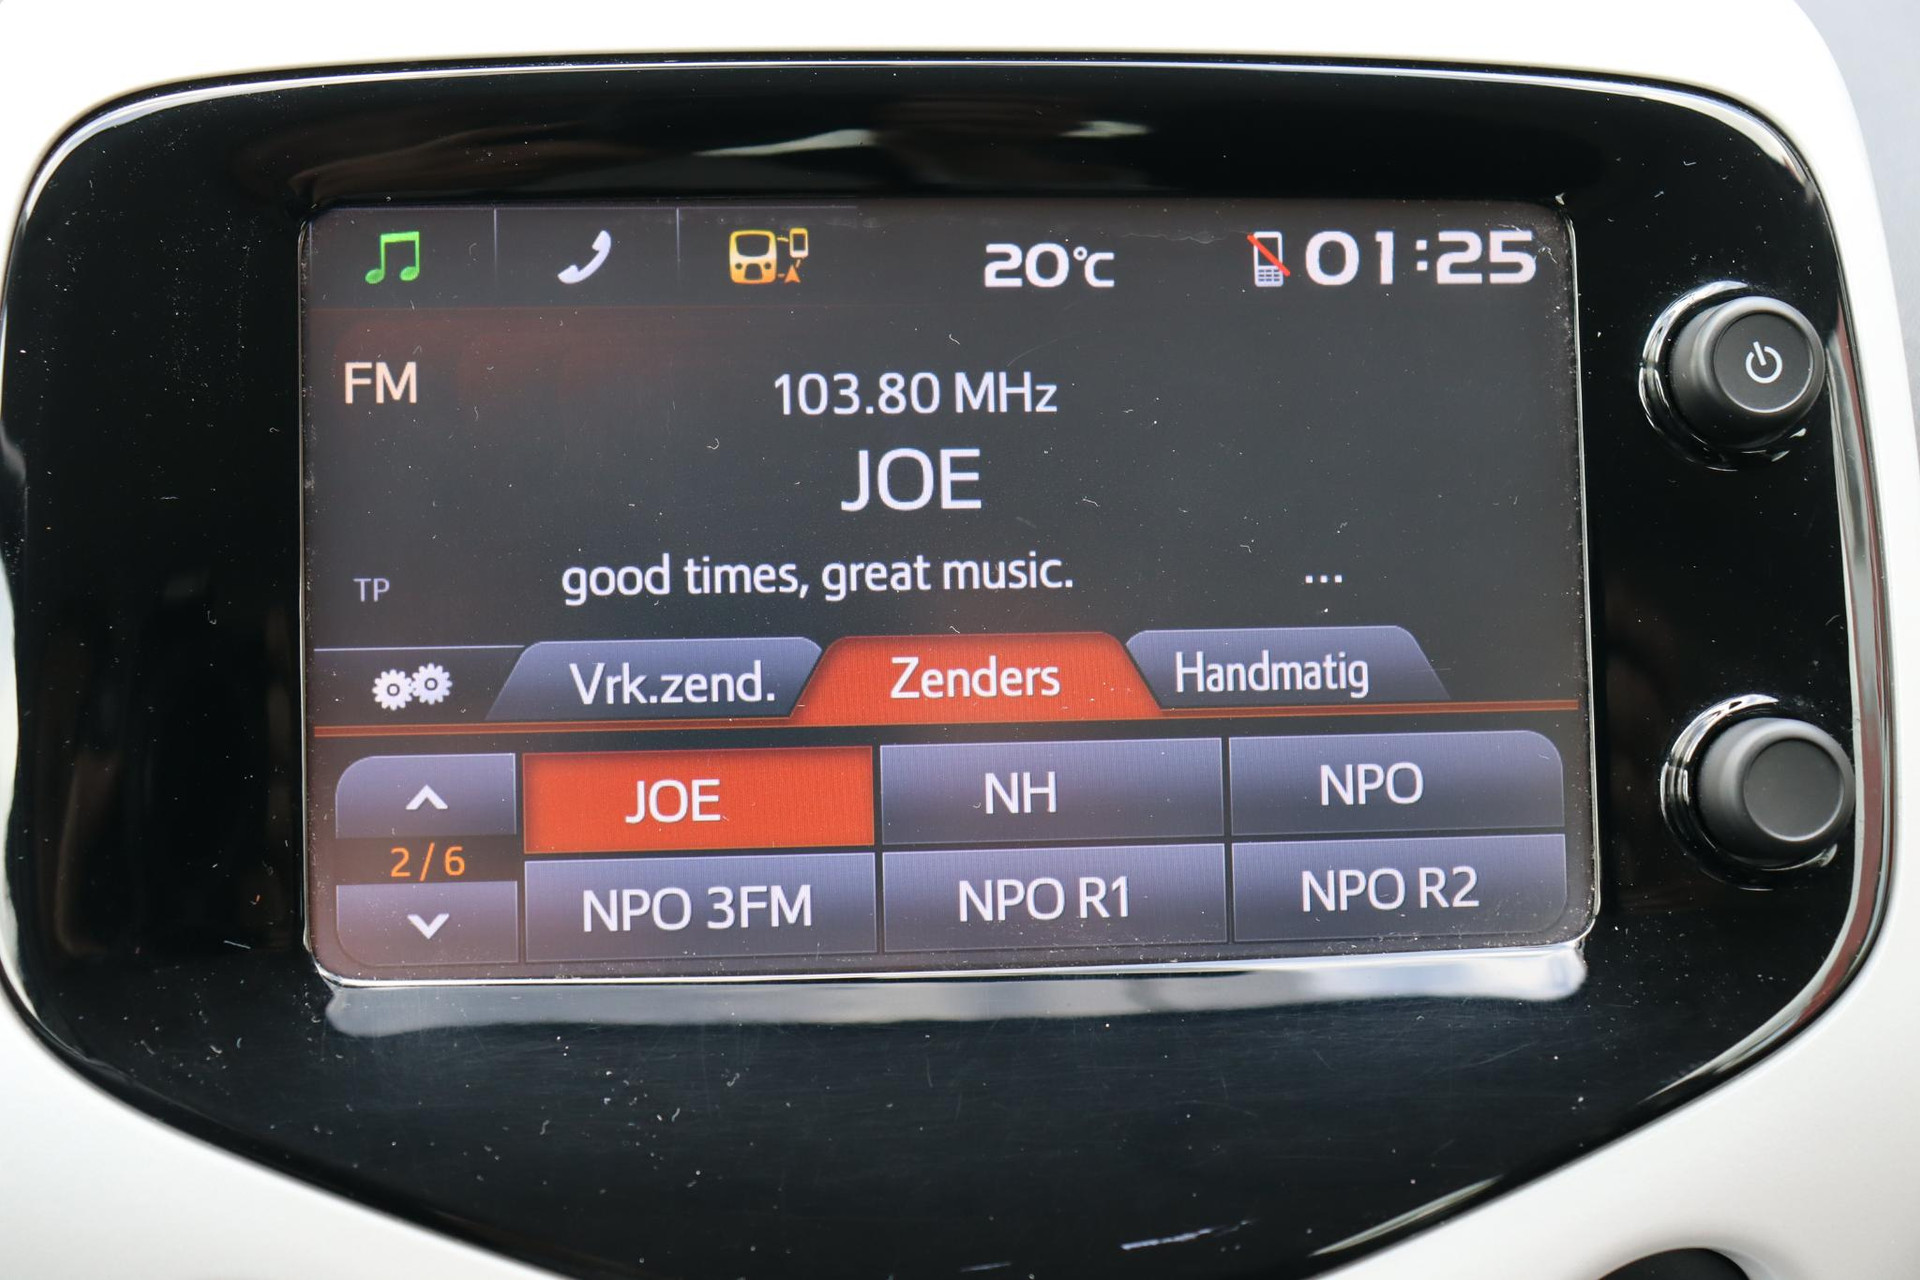 20°C 01:25
FM
103.80 MHz
JOE
TP good times, great music. ...
Vrk.zend. Zenders Handmatig
JOE NH NPO
2/6
NPO 3FM NPO R1 NPO R2